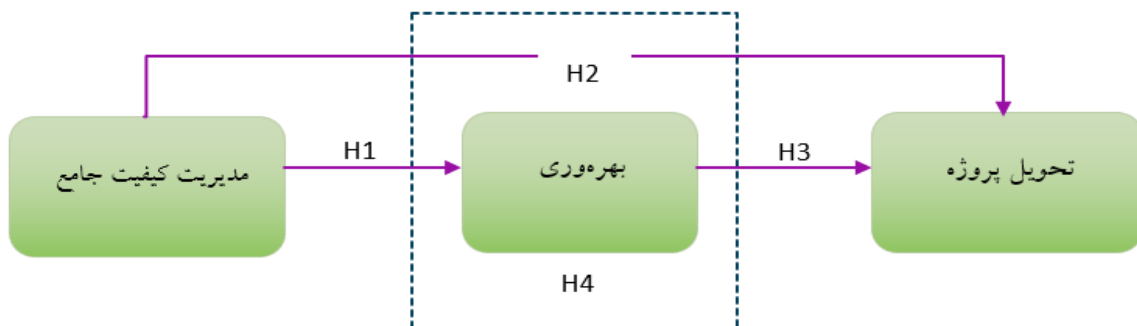 H2
مدیریت کیفیت جامع
H1
بهره‌وری
H3
تحویل پروژه
H4